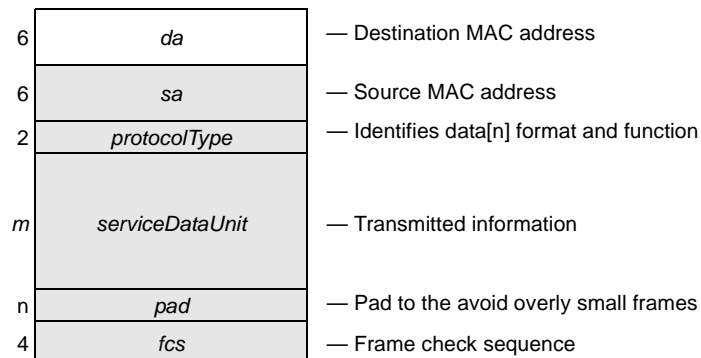 6 da — Destination MAC address
6 sa — Source MAC address
2 protocolType — Identifies data[n] format and function
m serviceDataUnit — Transmitted information
n pad — Pad to the avoid overly small frames
4 fcs — Frame check sequence